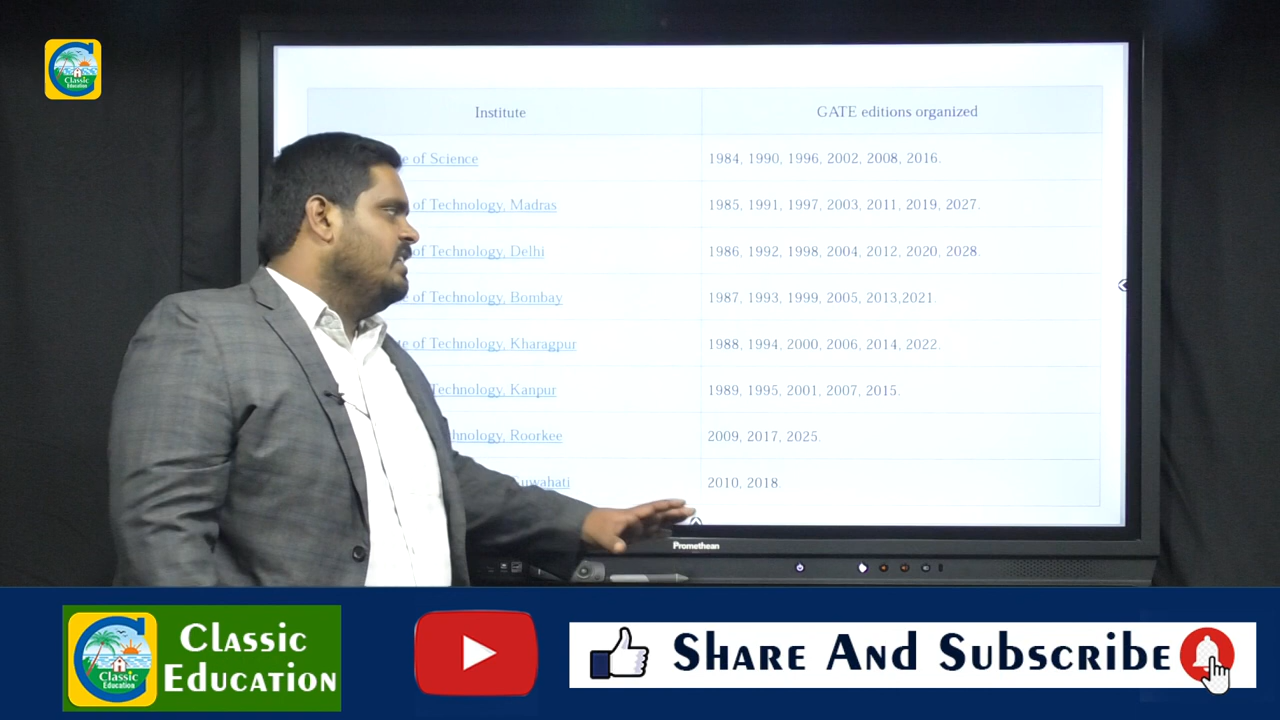 Classic
Education
Institute GATE editions organized
e of Science 1984, 1990, 1996, 2002, 2008, 2016.
of Technology, Madras 1985, 1991, 1997, 2003, 2011, 2019, 2027.
of Technology, Delhi 1986, 1992, 1998, 2004, 2012, 2020, 2028.
e of Technology, Bombay 1987, 1993, 1999, 2005, 2013,2021.
te of Technology, Kharagpur 1988, 1994, 2000, 2006, 2014, 2022.
Technology, Kanpur 1989, 1995, 2001, 2007, 2015.
hnology, Roorkee 2009, 2017, 2025.
uwahati 2010, 2018.
Promethean
Classic
Education
Classic
Education
Share And Subscribe